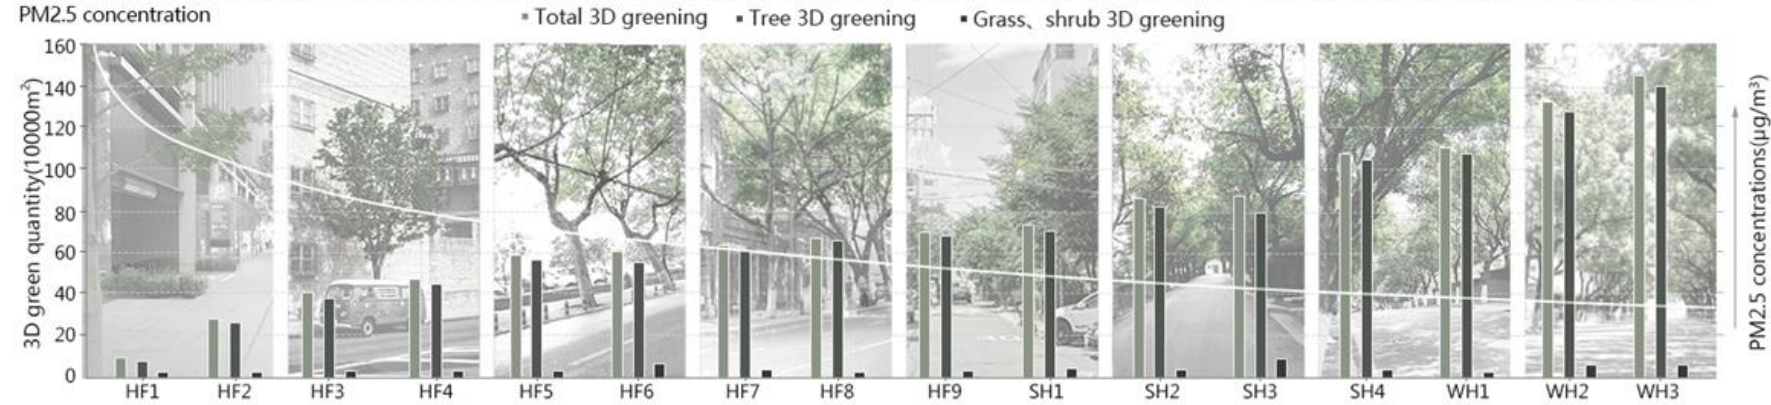 PM2.5 concentration
Total 3D greening Tree 3D greening Grass、shrub 3D greening
3D green quantity(10000m²)
160
140
120
100
80
60
40
20
0
HF1 HF2 HF3 HF4 HF5 HF6 HF7 HF8 HF9 SH1 SH2 SH3 SH4 WH1 WH2 WH3
PM2.5 concentrations(μg/m³)